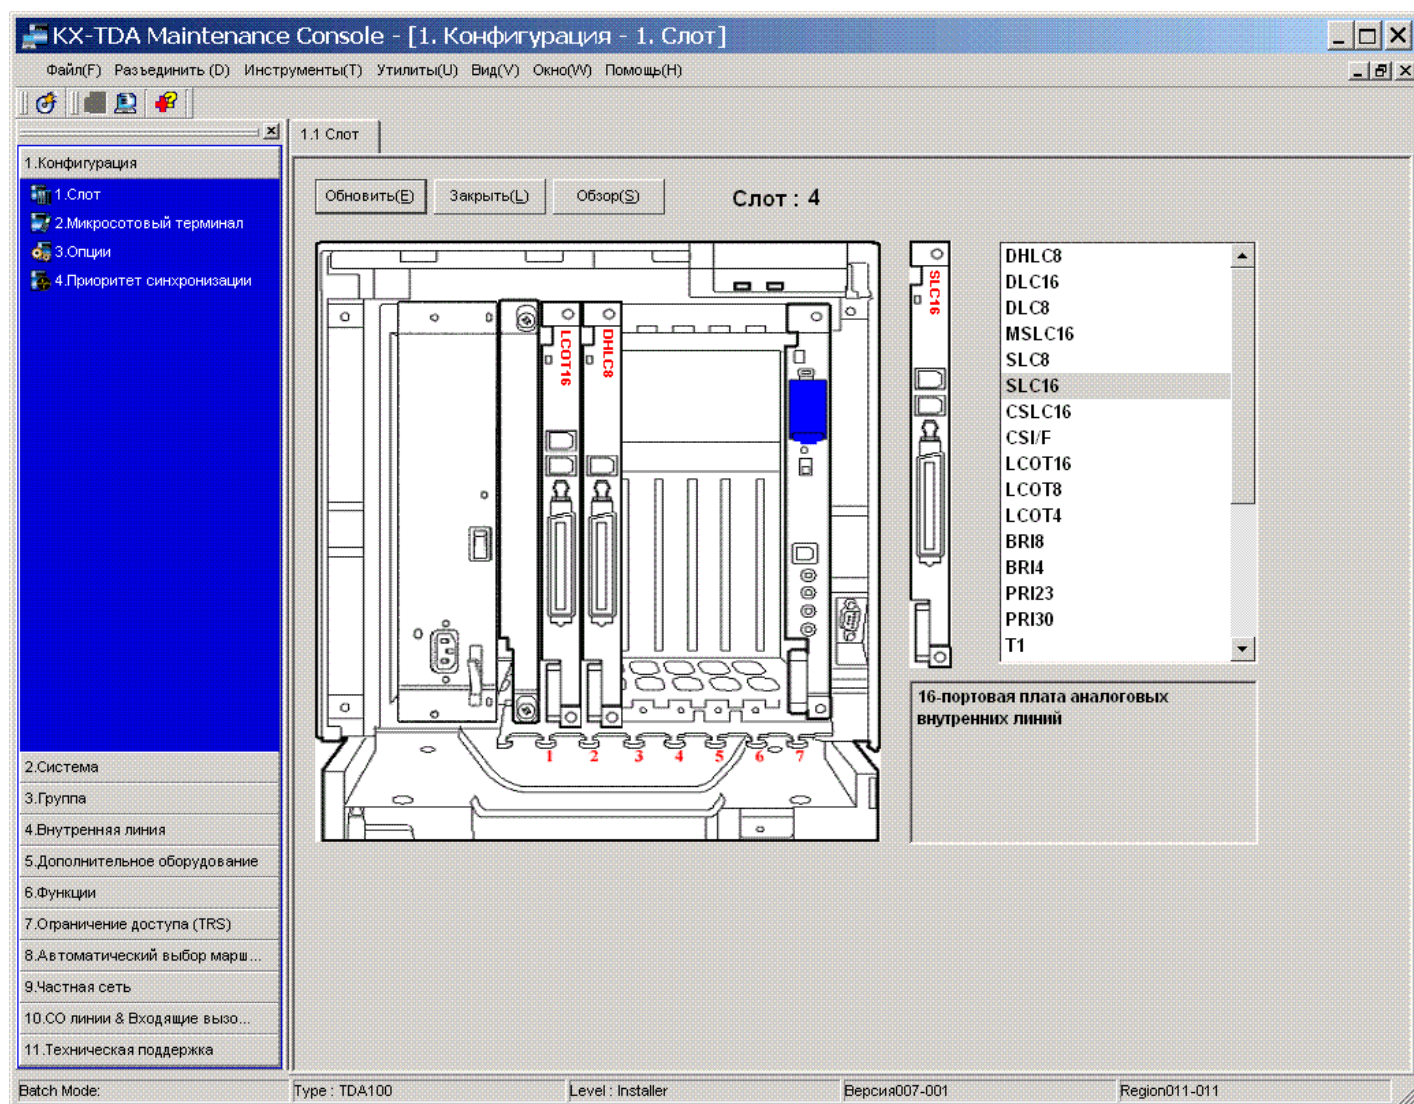 KX-TDA Maintenance Console - [1. Конфигурация - 1. Слот]
Файл(F) Разъединить (D) Инструменты(T) Утилиты(U) Вид(V) Окно(W) Помощь(H)
1.Конфигурация
1.Слот
2.Микросотовый терминал
3.Опции
4.Приоритет синхронизации
2.Система
3.Группа
4.Внутренняя линия
5.Дополнительное оборудование
6.Функции
7.Ограничение доступа (TRS)
8.Автоматический выбор марш...
9.Частная сеть
10.CO линии & Входящие вызо...
11.Техническая поддержка
1.1 Слот
Обновить(E) Закрыть(L) Обзор(S) Слот : 4
LCOT16
DHLC8
1 2 3 4 5 6 7
SLC16
DHLC8
DLC16
DLC8
MSLC16
SLC8
SLC16
CSLC16
CSI/F
LCOT16
LCOT8
LCOT4
BRI8
BRI4
PRI23
PRI30
T1
16-портовая плата аналоговых
внутренних линий
Batch Mode: Type : TDA100 Level : Installer Версия007-001 Region011-011